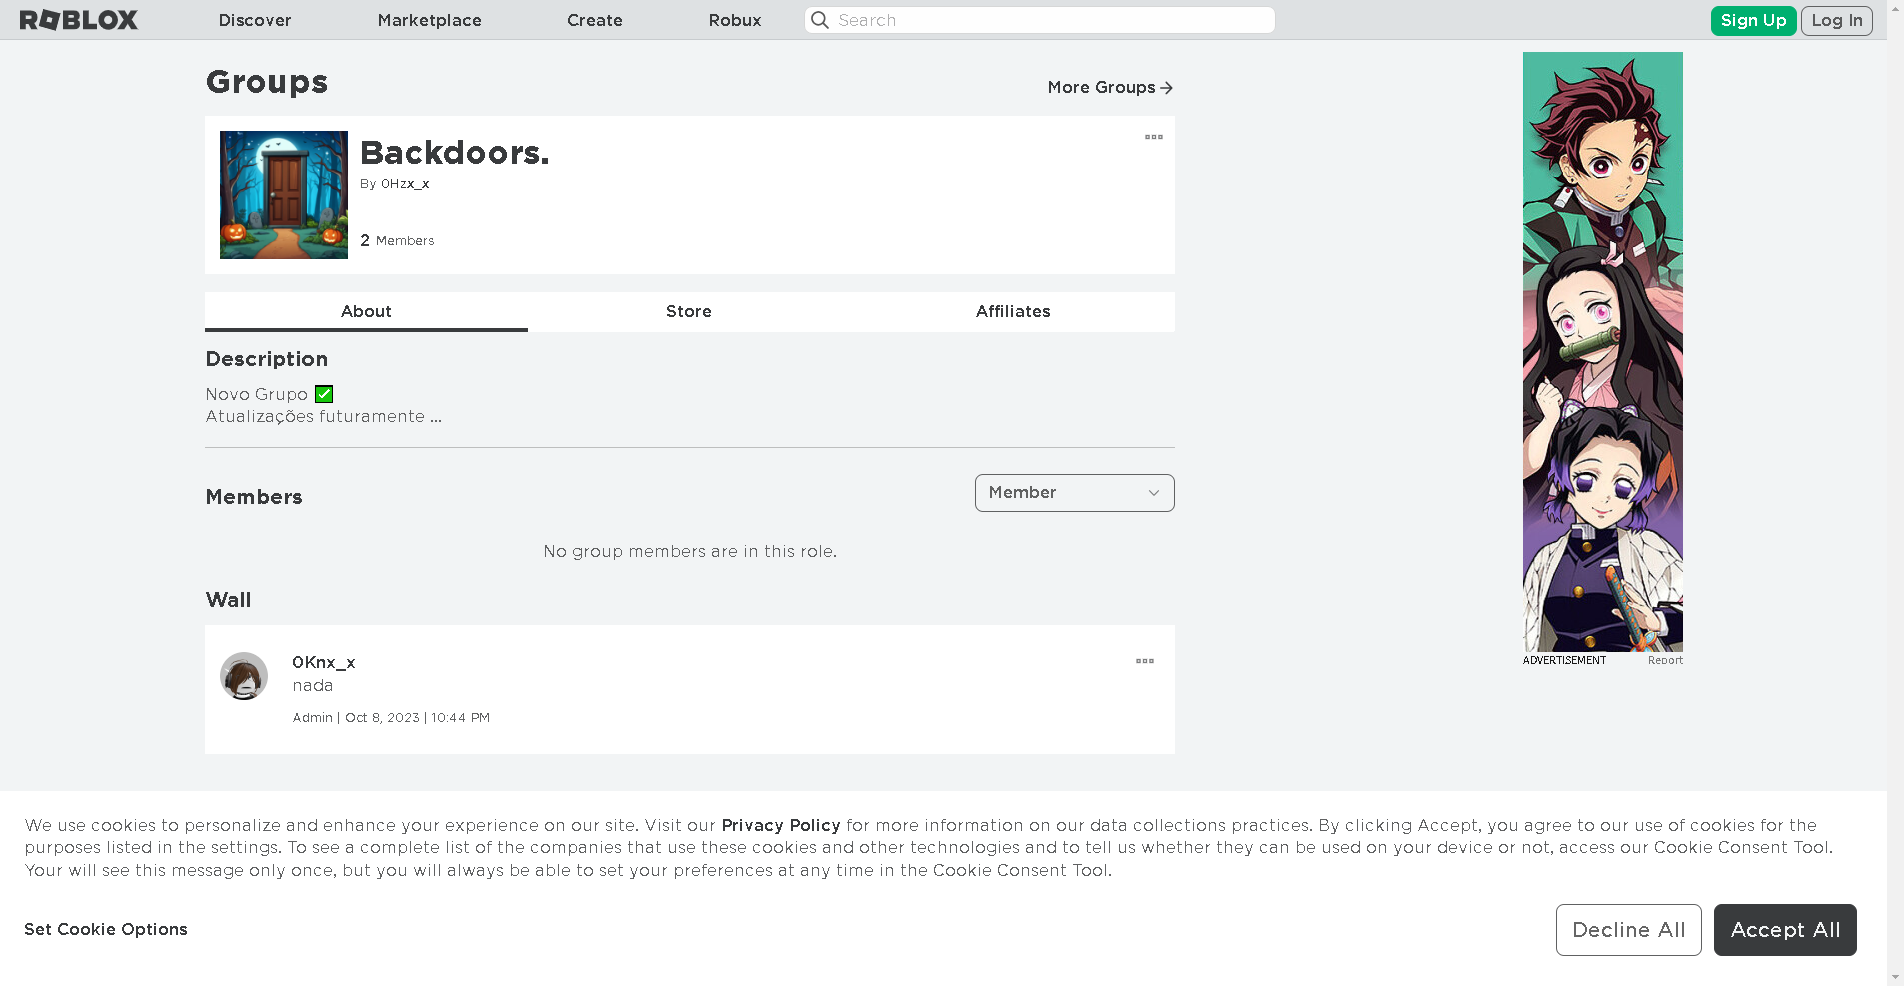 ROBLOX Discover Marketplace Create Robux Search Sign Up Log In
Groups
More Groups
Backdoors.
By 0Hzx_x
2 Members
About Store Affiliates
Description
Novo Grupo ✅
Atualizações futuramente ...
Members
Member
No group members are in this role.
Wall
0Knx_x
nada
Admin | Oct 8, 2023 | 10:44 PM
ADVERTISEMENT Report
We use cookies to personalize and enhance your experience on our site. Visit our Privacy Policy for more information on our data collections practices. By clicking Accept, you agree to our use of cookies for the
purposes listed in the settings. To see a complete list of the companies that use these cookies and other technologies and to tell us whether they can be used on your device or not, access our Cookie Consent Tool.
Your will see this message only once, but you will always be able to set your preferences at any time in the Cookie Consent Tool.
Set Cookie Options
Decline All
Accept All